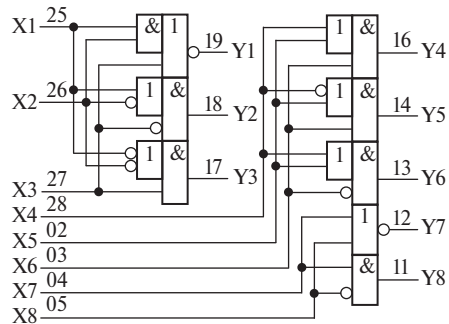 X1 25 & 1 19 Y1
X2 26 1 & 18 Y2
1 & 17 Y3
X3 27
X4 28
X5 02
X6 03
X7 04
X8 05
1 & 16 Y4
1 & 14 Y5
1 & 13 Y6
1 12 Y7
& 11 Y8